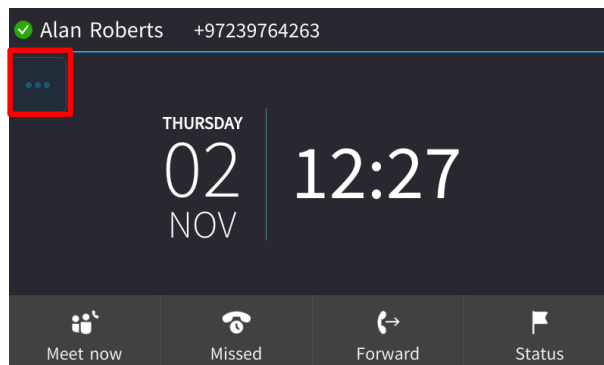 Alan Roberts +97239764263
THURSDAY
02
NOV
12:27
Meet now Missed Forward Status